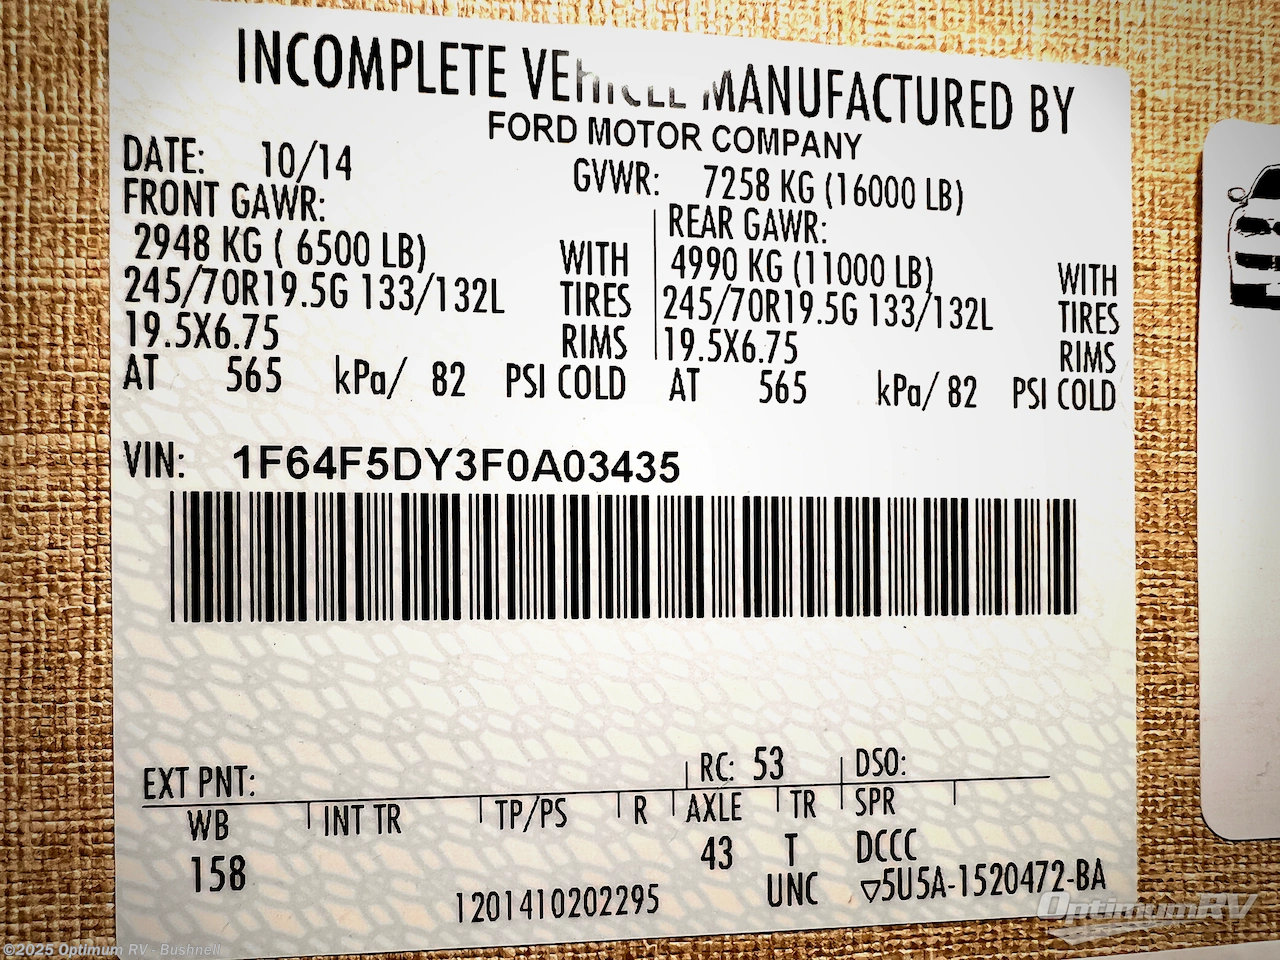 INCOMPLETE VEHICLE MANUFACTURED BY
FORD MOTOR COMPANY
DATE: 10/14
GVWR: 7258 KG (16000 LB)
FRONT GAWR:
2948 KG ( 6500 LB) WITH
245/70R19.5G 133/132L TIRES
19.5X6.75 RIMS
AT 565 kPa/ 82 PSI COLD
REAR GAWR:
4990 KG (11000 LB) WITH
245/70R19.5G 133/132L TIRES
19.5X6.75 RIMS
AT 565 kPa/ 82 PSI COLD
VIN: 1F64F5DY3F0A03435
EXT PNT: RC: 53 DSO:
WB INT TR TP/PS R AXLE TR SPR
158 43 T DCCC
1201410202295 UNC ▽5U5A-1520472-BA
OptimumRV
©2025 Optimum RV - Bushnell